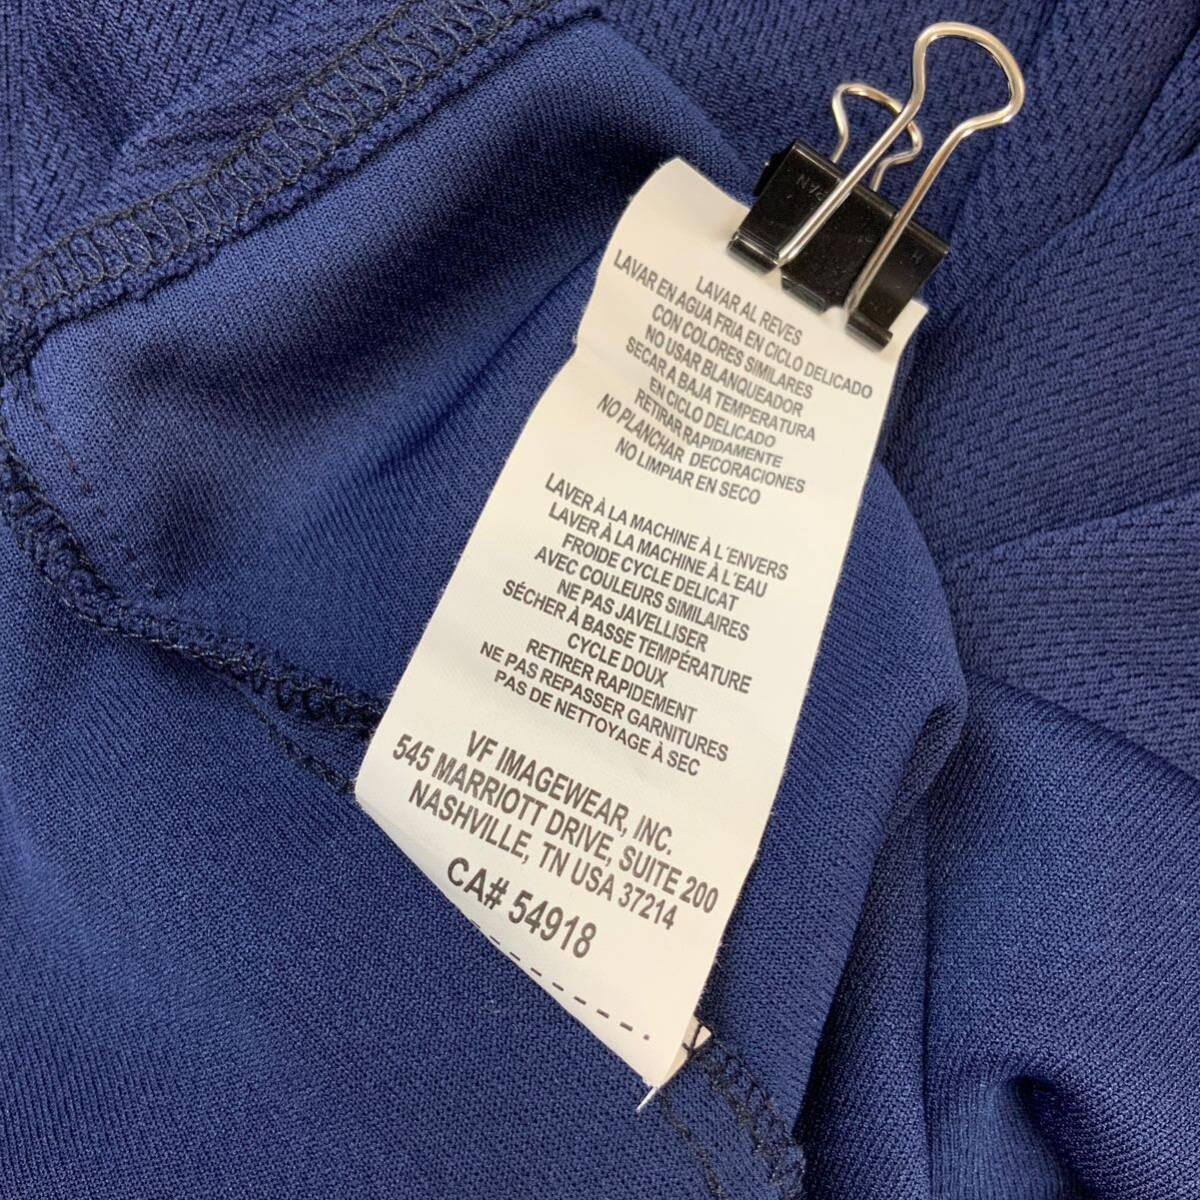 LAVAR AL REVES
LAVAR EN AGUA FRIA EN CICLO DELICADO
CON COLORES SIMILARES
NO USAR BLANQUEADOR
SECAR A BAJA TEMPERATURA
EN CICLO DELICADO
RETIRAR RAPIDAMENTE
NO PLANCHAR DECORACIONES
NO LIMPIAR EN SECO
LAVER À LA MACHINE À L´ENVERS
LAVER À LA MACHINE À L´EAU
FROIDE CYCLE DELICAT
AVEC COULEURS SIMILAIRES
NE PAS JAVELLISER
SÉCHER À BASSE TEMPÉRATURE
CYCLE DOUX
RETIRER RAPIDEMENT
NE PAS REPASSER GARNITURES
PAS DE NETTOYAGE À SEC
VF IMAGEWEAR, INC.
545 MARRIOTT DRIVE, SUITE 200
NASHVILLE, TN USA 37214
CA# 54918